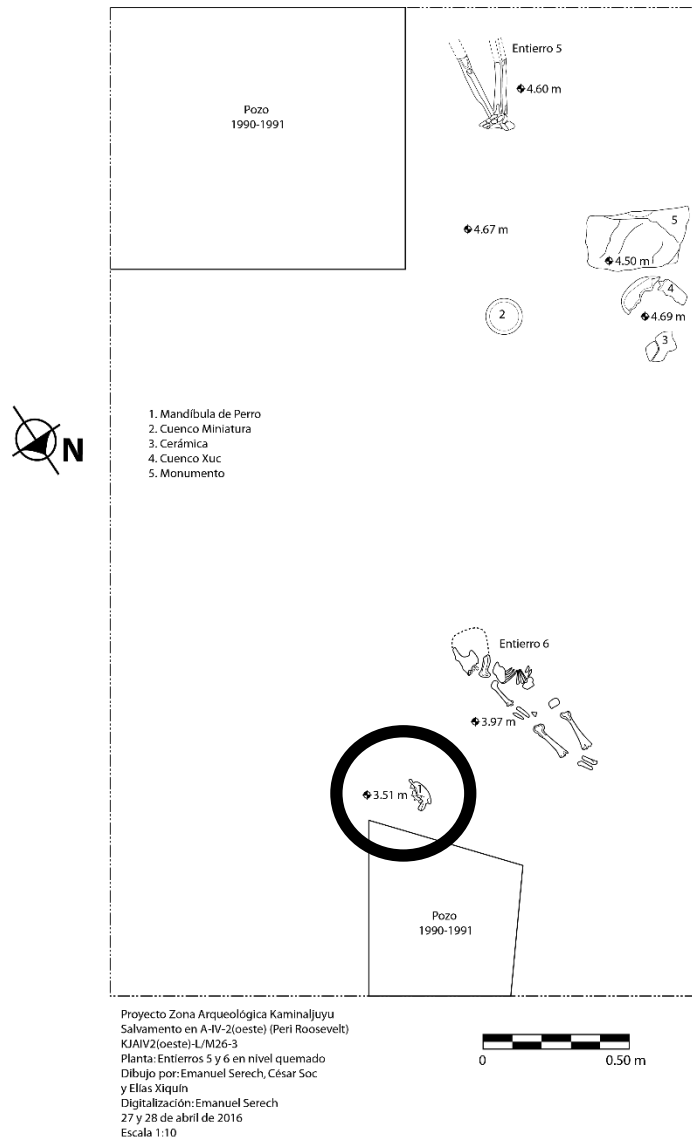 Entierro 5
4.60 m
Pozo
1990-1991
5
4.67 m
4.50 m
4
2
4.69 m
3
1. Mandíbula de Perro
2. Cuenco Miniatura
3. Cerámica
4. Cuenco Xuc
5. Monumento
N
Entierro 6
3.97 m
3.51 m
1
Pozo
1990-1991
Proyecto Zona Arqueológica Kaminaljuyu
Salvamento en A-IV-2(oeste) (Peri Roosevelt)
KJAIV2(oeste)-L/M26-3
Planta: Entierros 5 y 6 en nivel quemado
Dibujo por: Emanuel Serech, César Soc
y Elías Xiquín
Digitalización: Emanuel Serech
27 y 28 de abril de 2016
Escala 1:10
0 0.50 m